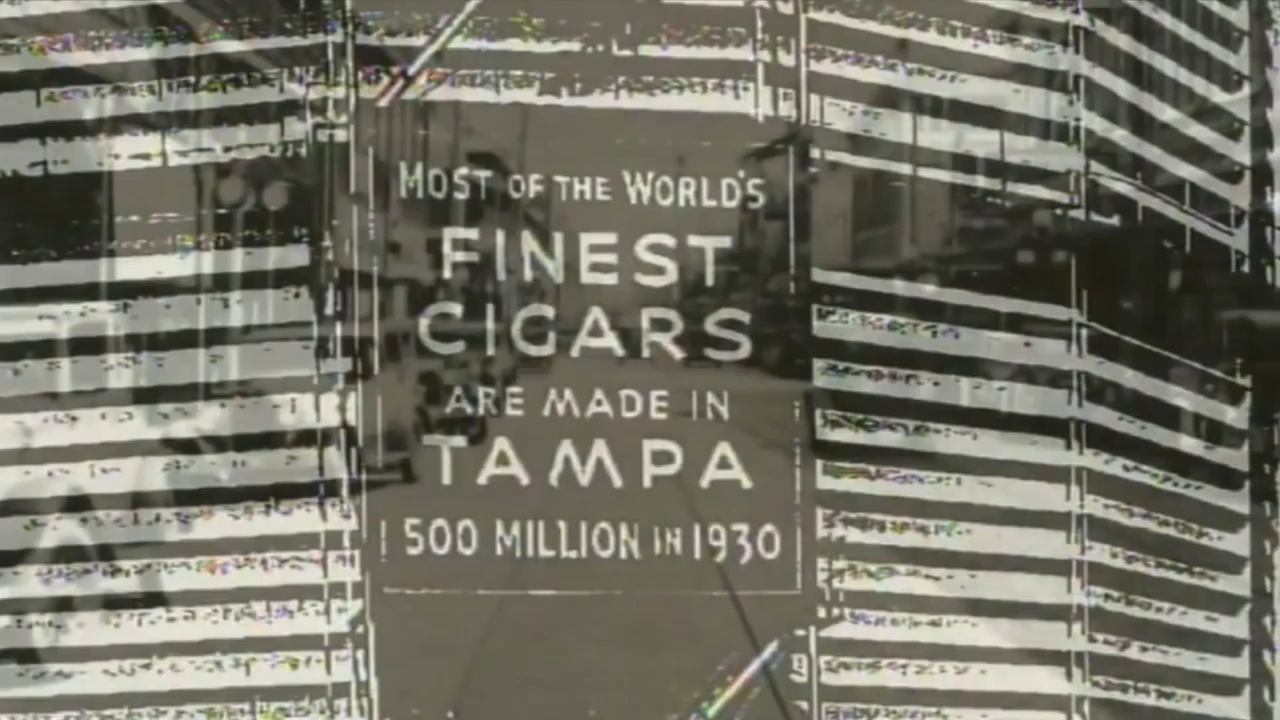 MOST OF THE WORLD'S
FINEST
CIGARS
ARE MADE IN
TAMPA
500 MILLION IN 1930